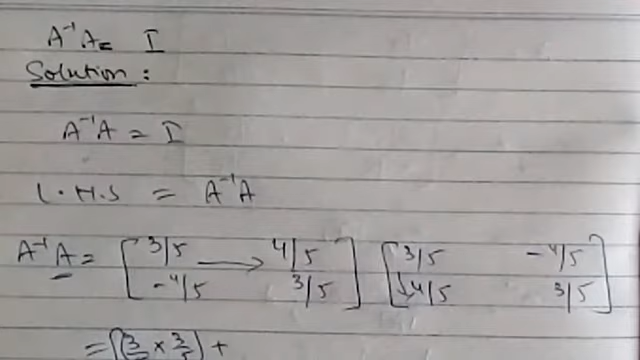 A⁻¹A = I
Solution :
A⁻¹A = I
L.H.S = A⁻¹A
A⁻¹A = [3/5 → 4/5] [3/5 -4/5]
[-4/5 3/5] [↓4/5 3/5]
= (3/5 × 3/5) +